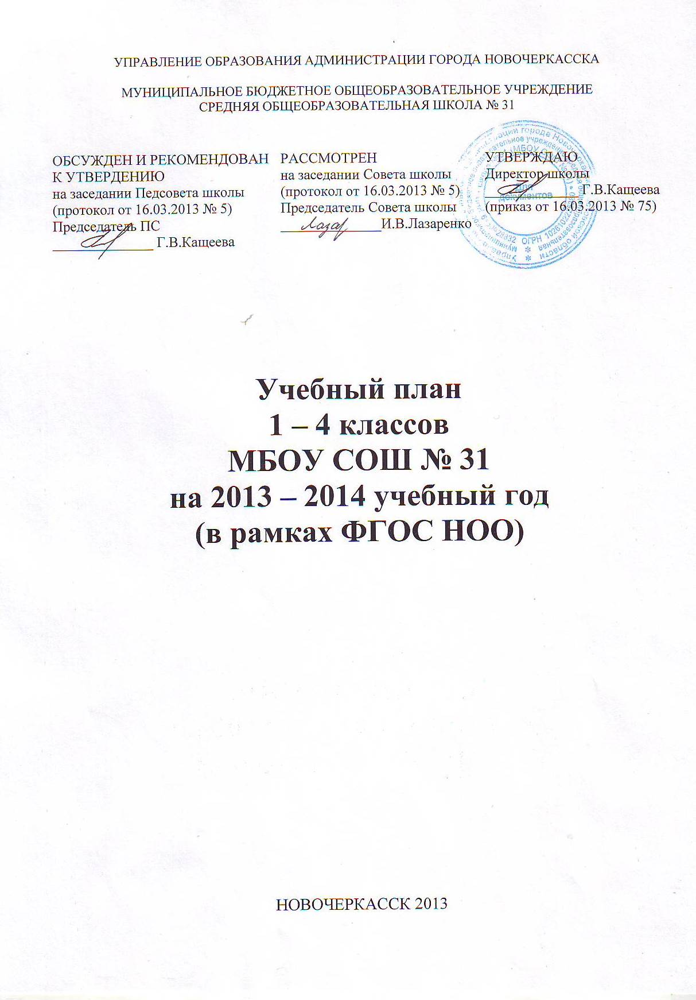 УПРАВЛЕНИЕ ОБРАЗОВАНИЯ АДМИНИСТРАЦИИ ГОРОДА НОВОЧЕРКАССКА
МУНИЦИПАЛЬНОЕ БЮДЖЕТНОЕ ОБЩЕОБРАЗОВАТЕЛЬНОЕ УЧРЕЖДЕНИЕ
СРЕДНЯЯ ОБЩЕОБРАЗОВАТЕЛЬНАЯ ШКОЛА № 31
ОБСУЖДЕН И РЕКОМЕНДОВАН
К УТВЕРДЕНИЮ
на заседании Педсовета школы
(протокол от 16.03.2013 № 5)
Председатель ПС
Г.В.Кащеева
РАССМОТРЕН
на заседании Совета школы
(протокол от 16.03.2013 № 5)
Председатель Совета школы
Лазар И.В.Лазаренко
УТВЕРЖДАЮ
Директор школы
Г.В.Кащеева
(приказ от 16.03.2013 № 75)
для
документов
Учебный план
1 – 4 классов
МБОУ СОШ № 31
на 2013 – 2014 учебный год
(в рамках ФГОС НОО)
НОВОЧЕРКАССК 2013